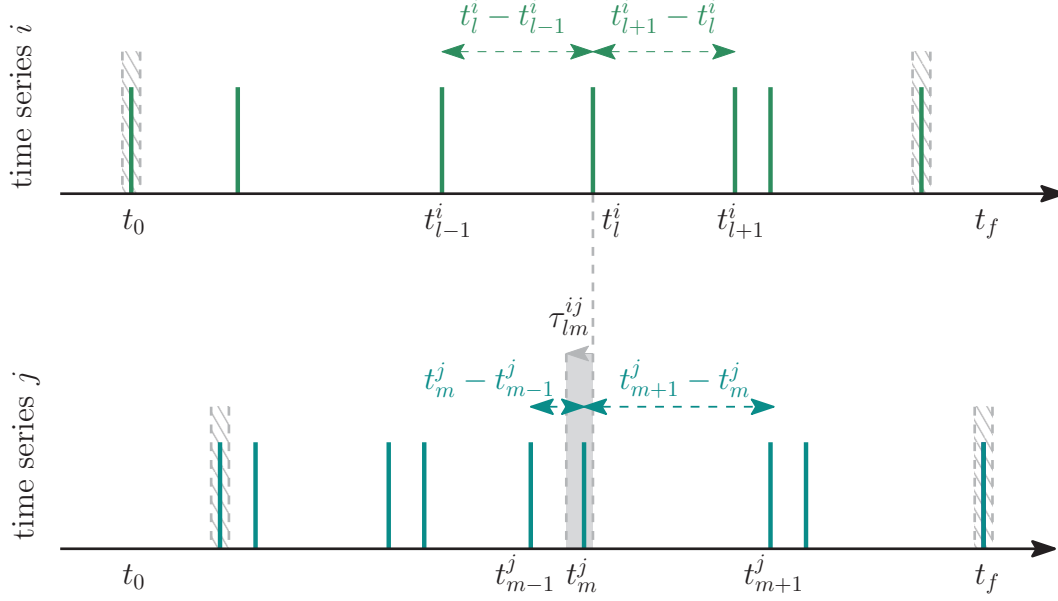 time series i
t_l^i − t_{l−1}^i
t_{l+1}^i − t_l^i
t_0
t_{l−1}^i
t_l^i
t_{l+1}^i
t_f
τ_{lm}^{ij}
time series j
t_m^j − t_{m−1}^j
t_{m+1}^j − t_m^j
t_0
t_{m−1}^j
t_m^j
t_{m+1}^j
t_f